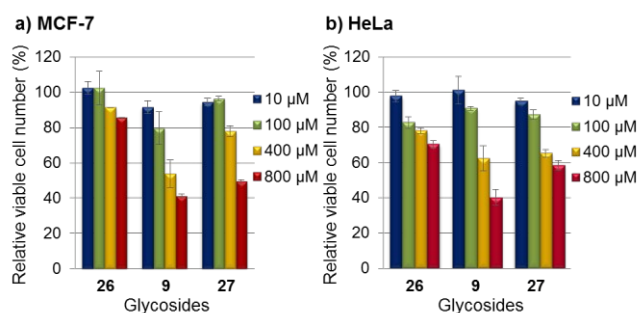 a) MCF-7
Relative viable cell number (%)
120
100
80
60
40
20
0
26 9 27
Glycosides
10 µM
100 µM
400 µM
800 µM
b) HeLa
Relative viable cell number (%)
120
100
80
60
40
20
0
26 9 27
Glycosides
10 µM
100 µM
400 µM
800 µM